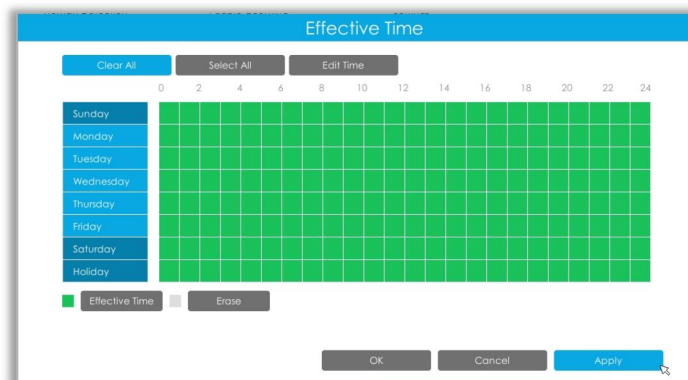 Effective Time
Clear All Select All Edit Time
0 2 4 6 8 10 12 14 16 18 20 22 24
Sunday
Monday
Tuesday
Wednesday
Thursday
Friday
Saturday
Holiday
Effective Time Erase
OK Cancel Apply